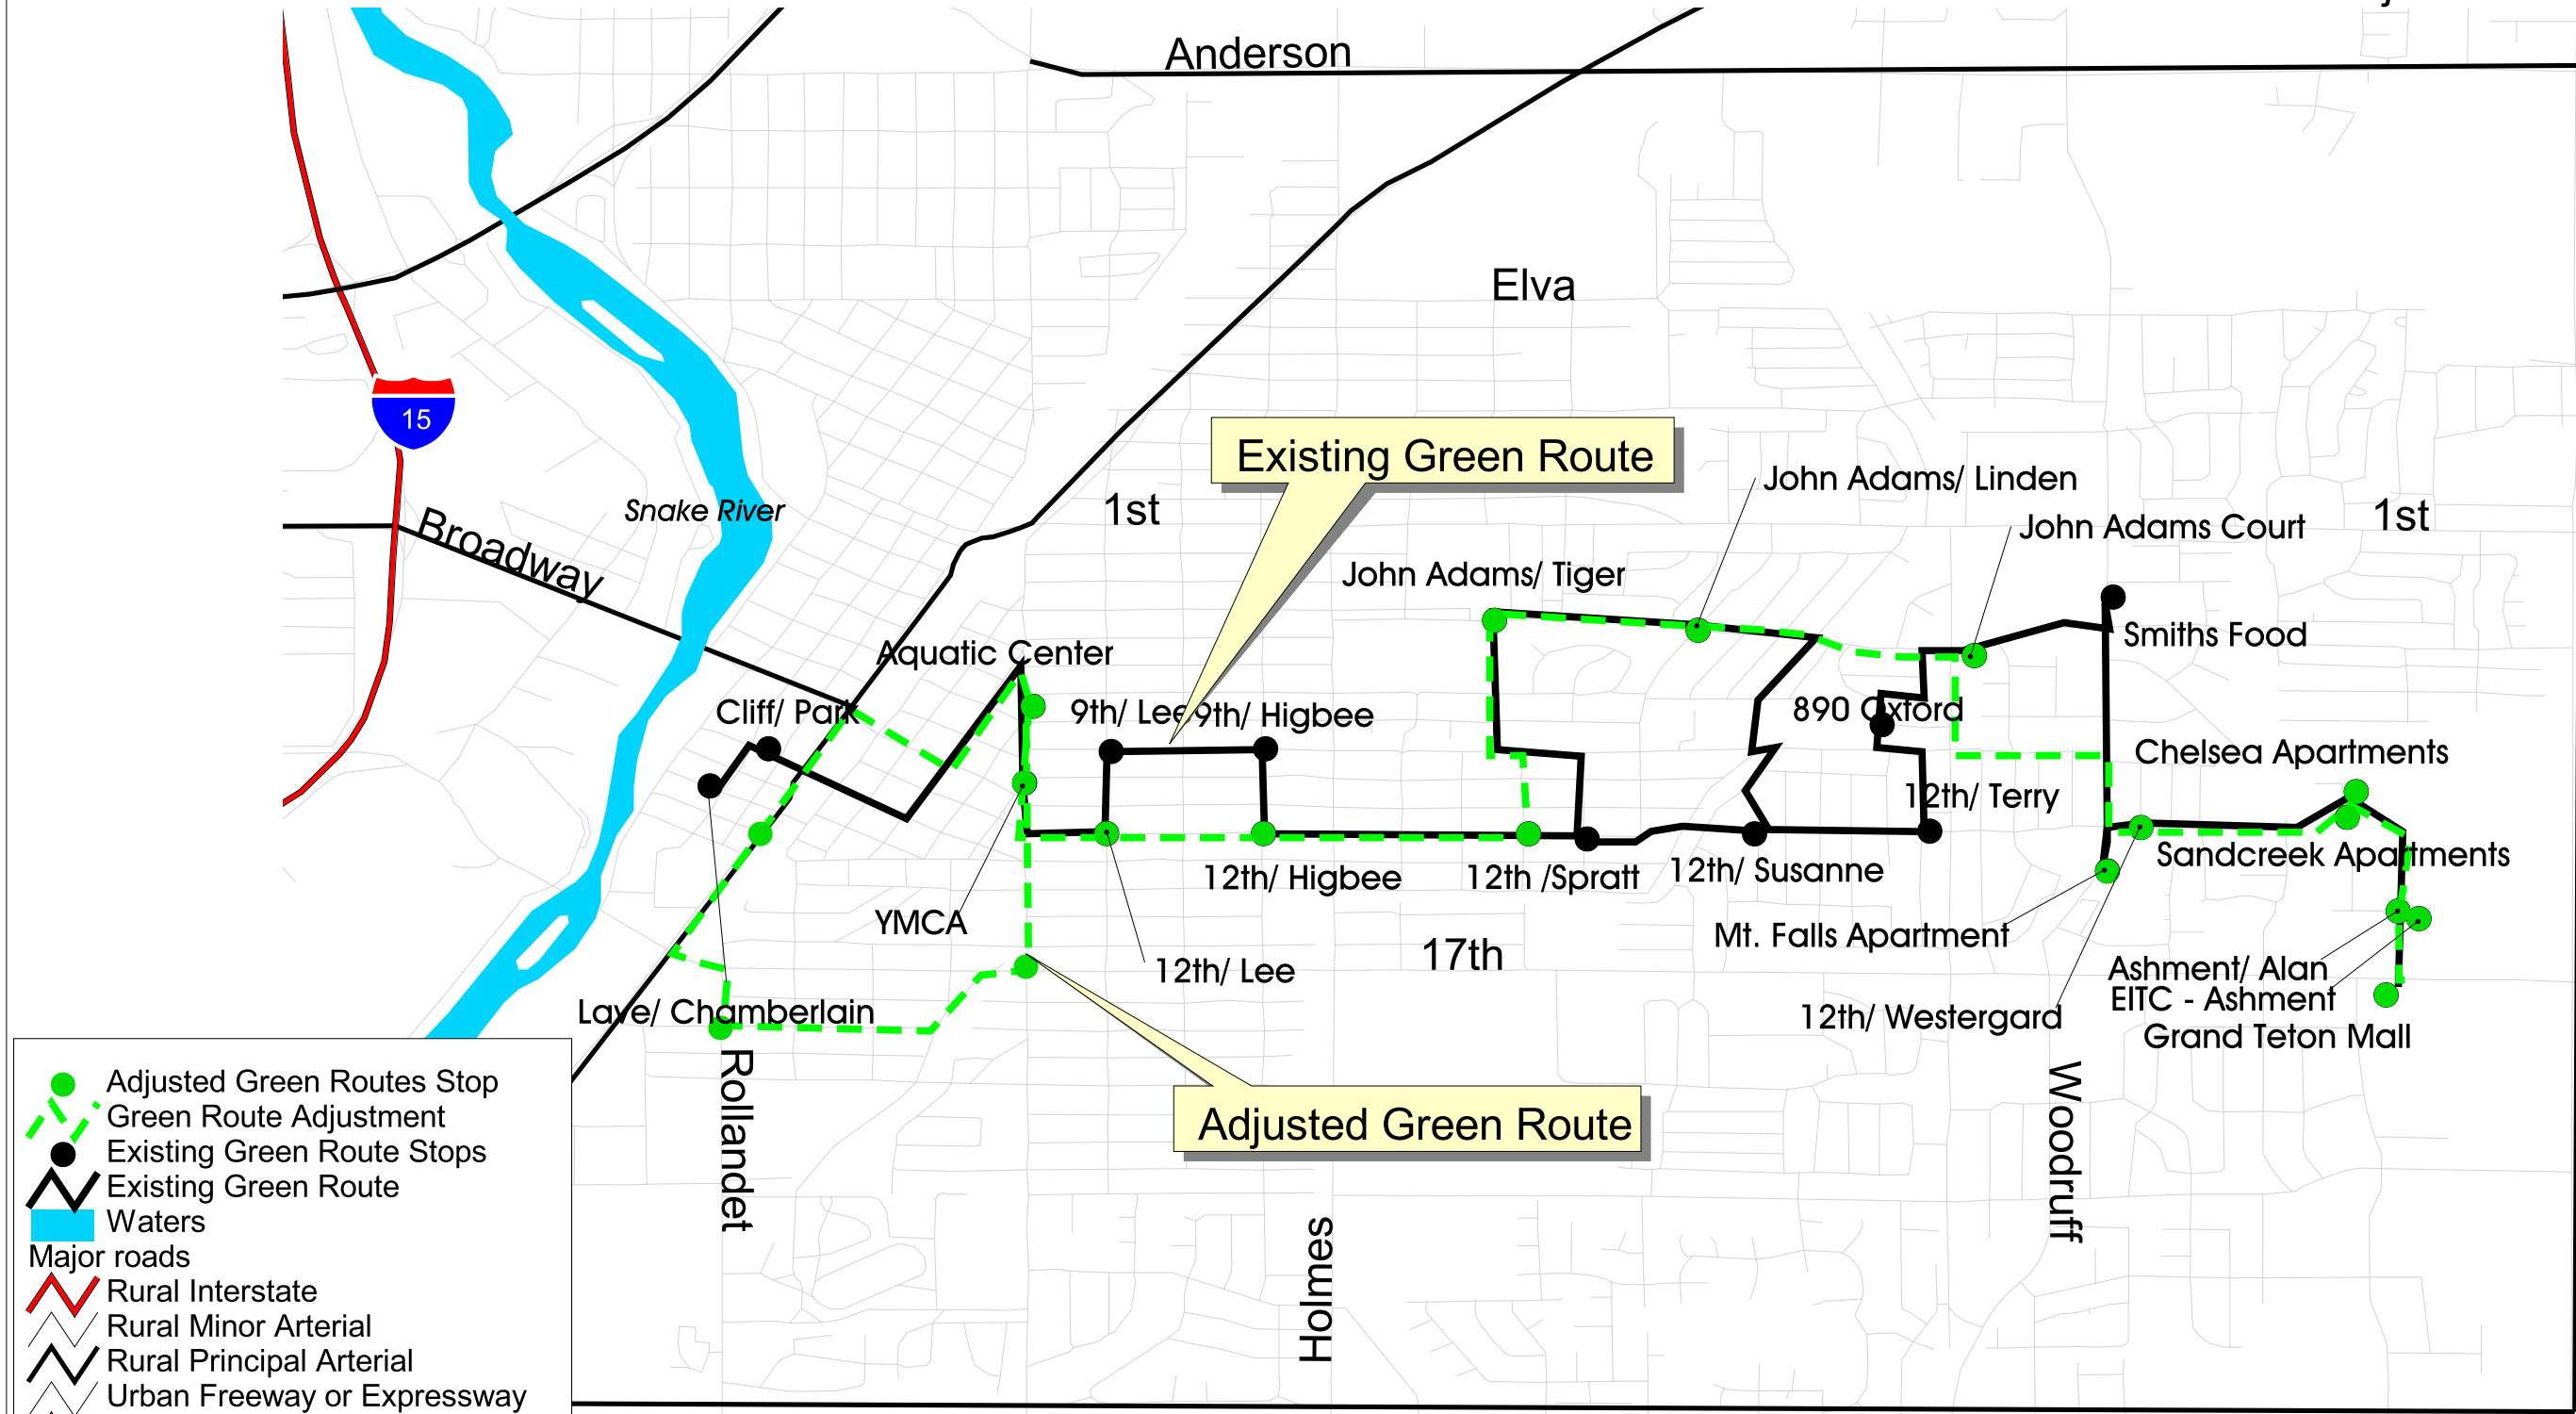 Anderson
Elva
15
Existing Green Route
John Adams/ Linden
1st
1st
Snake River
John Adams Court
Broadway
John Adams/ Tiger
Smiths Food
Aquatic Center
Cliff/ Park
9th/ Lee
9th/ Higbee
890 Oxford
Chelsea Apartments
12th/ Terry
Sandcreek Apartments
12th/ Higbee
12th /Spratt
12th/ Susanne
YMCA
Mt. Falls Apartment
17th
12th/ Lee
Ashment/ Alan
EITC - Ashment
Lave/ Chamberlain
12th/ Westergard
Grand Teton Mall
Rollandet
Woodruff
Adjusted Green Route
Holmes
Adjusted Green Routes Stop
Green Route Adjustment
Existing Green Route Stops
Existing Green Route
Waters
Major roads
Rural Interstate
Rural Minor Arterial
Rural Principal Arterial
Urban Freeway or Expressway